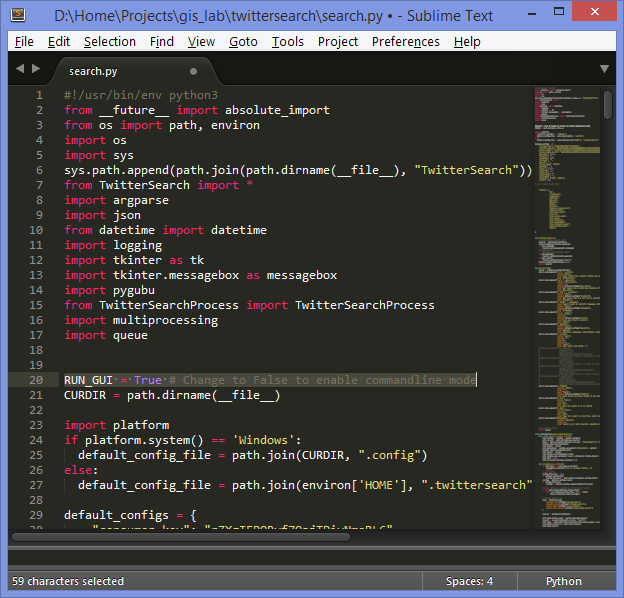 D:\Home\Projects\gis_lab\twittersearch\search.py • - Sublime Text
File Edit Selection Find View Goto Tools Project Preferences Help
search.py
1 #!/usr/bin/env python3
2 from __future__ import absolute_import
3 from os import path, environ
4 import os
5 import sys
6 sys.path.append(path.join(path.dirname(__file__), "TwitterSearch"))
7 from TwitterSearch import *
8 import argparse
9 import json
10 from datetime import datetime
11 import logging
12 import tkinter as tk
13 import tkinter.messagebox as messagebox
14 import pygubu
15 from TwitterSearchProcess import TwitterSearchProcess
16 import multiprocessing
17 import queue
18
19
20 RUN_GUI = True # Change to False to enable commandline mode
21 CURDIR = path.dirname(__file__)
22
23 import platform
24 if platform.system() == 'Windows':
25 default_config_file = path.join(CURDIR, ".config")
26 else:
27 default_config_file = path.join(environ['HOME'], ".twittersearch"
28
29 default_configs = {
59 characters selected Spaces: 4 Python